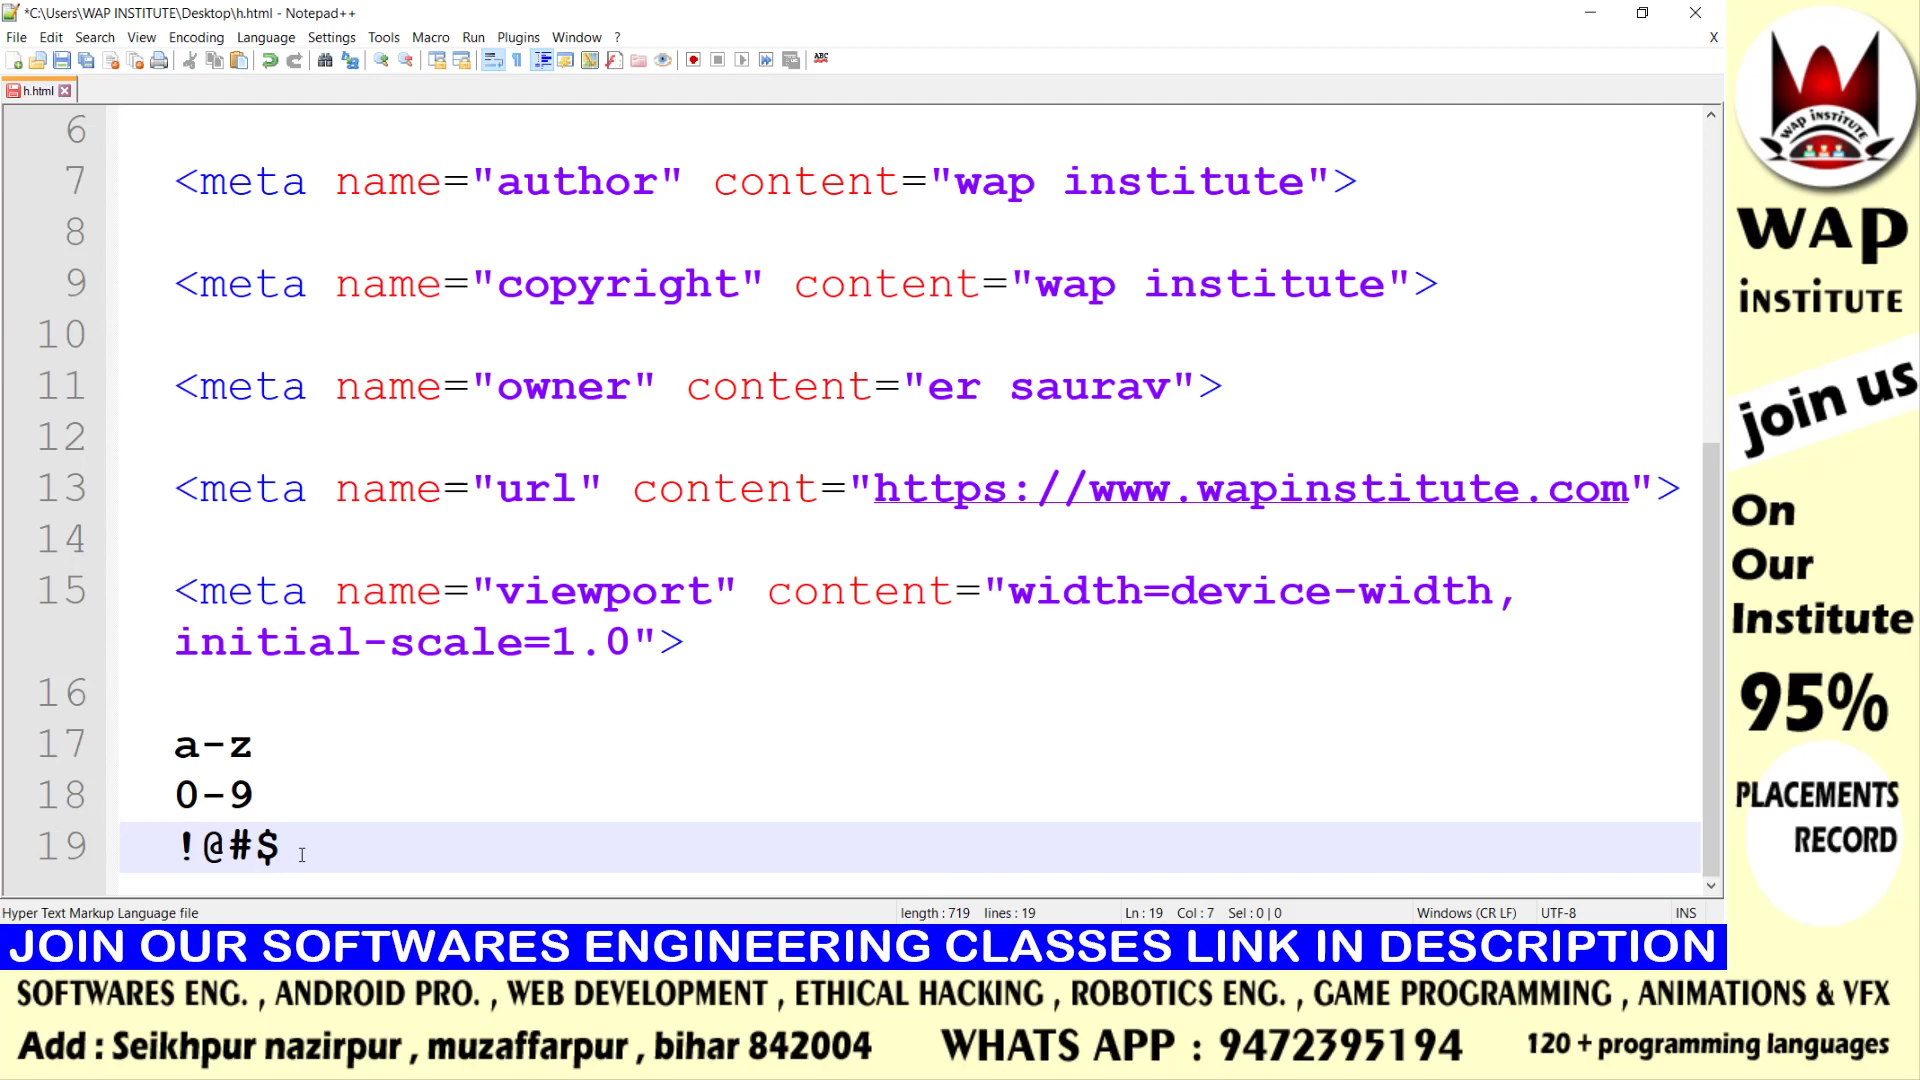 *C:\Users\WAP INSTITUTE\Desktop\h.html - Notepad++
File Edit Search View Encoding Language Settings Tools Macro Run Plugins Window ? X
h.html
6
7 <meta name="author" content="wap institute">
8
9 <meta name="copyright" content="wap institute">
10
11 <meta name="owner" content="er saurav">
12
13 <meta name="url" content="https://www.wapinstitute.com">
14
15 <meta name="viewport" content="width=device-width,
initial-scale=1.0">
16
17 a-z
18 0-9
19 !@#$
Hyper Text Markup Language file length : 719 lines : 19 Ln : 19 Col : 7 Sel : 0 | 0 Windows (CR LF) UTF-8 INS
WAP INSTITUTE
WAP
INSTITUTE
join us
On
Our
Institute
95%
PLACEMENTS
RECORD
JOIN OUR SOFTWARES ENGINEERING CLASSES LINK IN DESCRIPTION
SOFTWARES ENG. , ANDROID PRO. , WEB DEVELOPMENT , ETHICAL HACKING , ROBOTICS ENG. , GAME PROGRAMMING , ANIMATIONS & VFX
Add : Seikhpur nazirpur , muzaffarpur , bihar 842004 WHATS APP : 9472395194 120 + programming languages